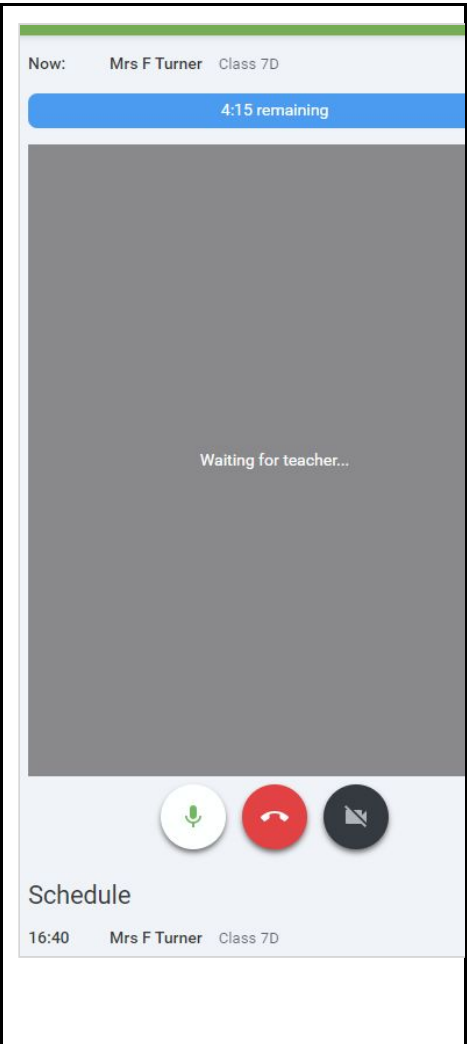 Now: Mrs F Turner Class 7D
4:15 remaining
Waiting for teacher...
Schedule
16:40 Mrs F Turner Class 7D